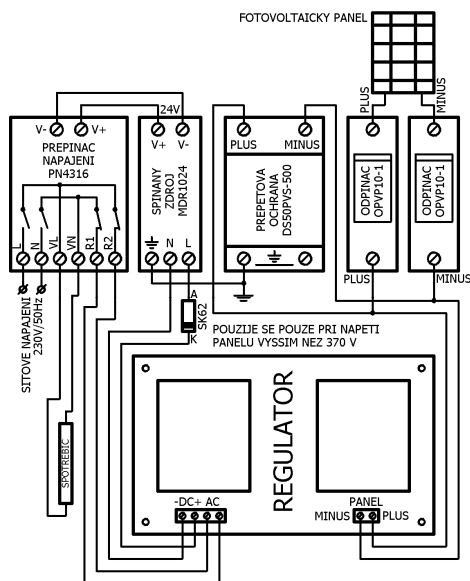 FOTOVOLTAICKY PANEL
PLUS
MINUS
24V
V-
V+
PREPINAC
NAPAJENI
PN4316
L
N
VL
VN
R1
R2
SITOVE NAPAJENI
230V/50Hz
SPOTREBIC
V+
V-
SPINANY
ZDROJ
MDR1024
N
L
A
SK62
K
PLUS
MINUS
PREPETOVA
OCHRANA
DS50PVS-500
ODPINAC
OPVP10-1
PLUS
ODPINAC
OPVP10-1
MINUS
POUZIJE SE POUZE PRI NAPETI
PANELU VYSSIM NEZ 370 V
REGULATOR
-DC+ AC
PANEL
MINUS
PLUS